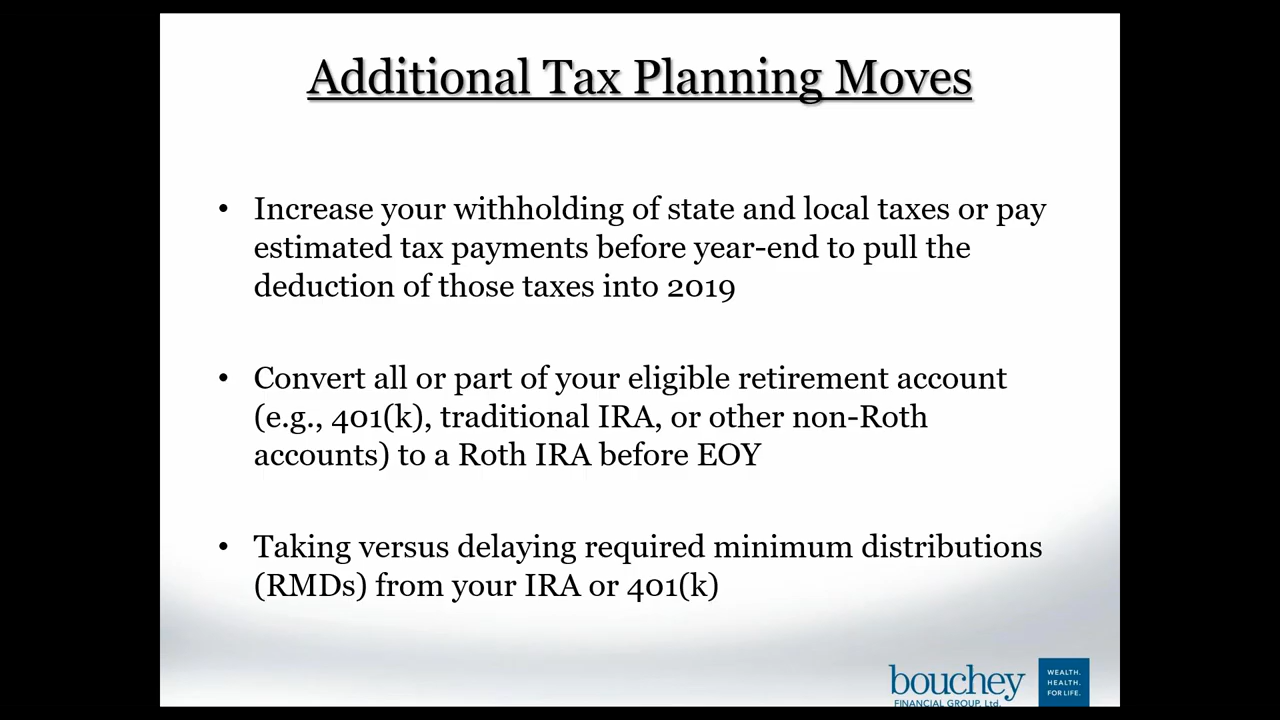 Additional Tax Planning Moves
• Increase your withholding of state and local taxes or pay
estimated tax payments before year-end to pull the
deduction of those taxes into 2019
• Convert all or part of your eligible retirement account
(e.g., 401(k), traditional IRA, or other non-Roth
accounts) to a Roth IRA before EOY
• Taking versus delaying required minimum distributions
(RMDs) from your IRA or 401(k)
bouchey
FINANCIAL GROUP, Ltd.
WEALTH.
HEALTH.
FOR LIFE.